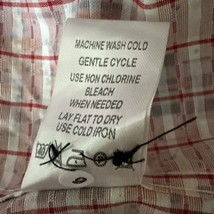 MACHINE WASH COLD
GENTLE CYCLE
USE NON CHLORINE
BLEACH
WHEN NEEDED
LAY FLAT TO DRY
USE COLD IRON